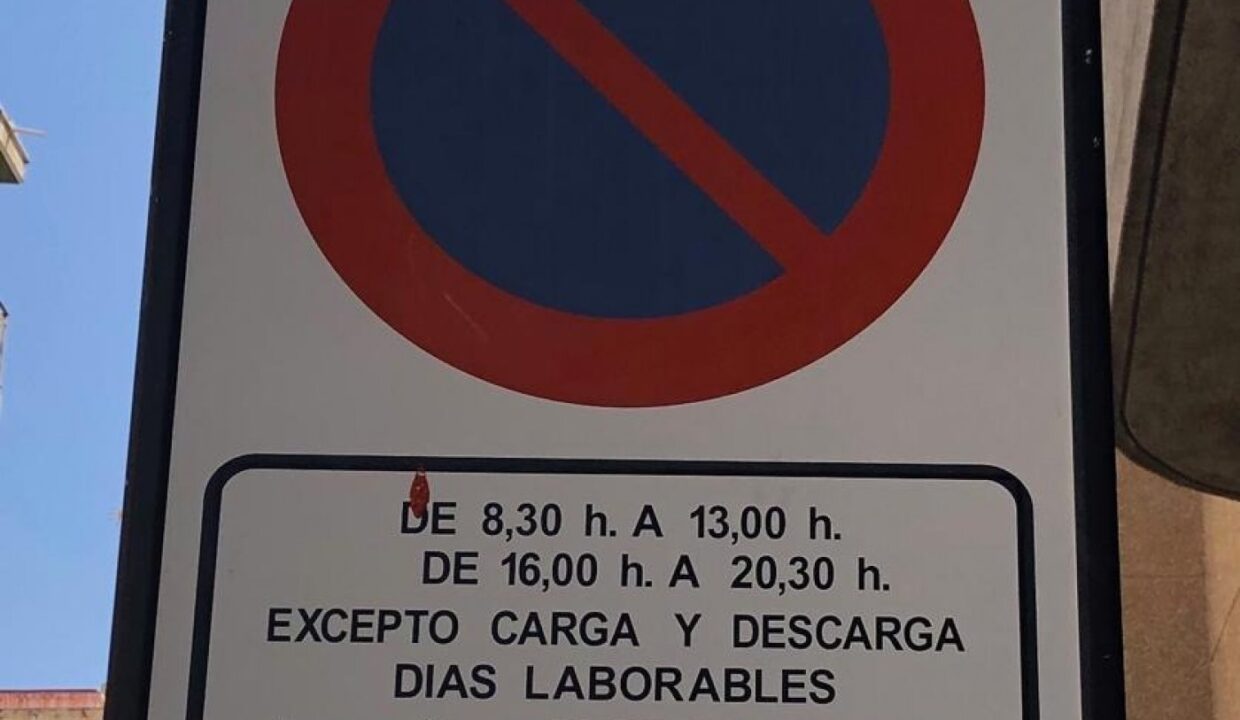 DE 8,30 h. A 13,00 h.
DE 16,00 h. A 20,30 h.
EXCEPTO CARGA Y DESCARGA
DIAS LABORABLES